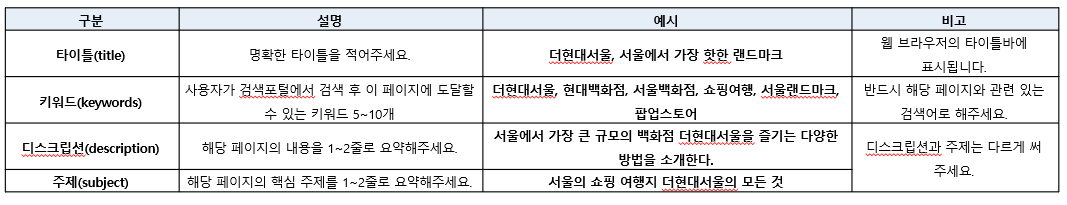 구분 설명 예시 비고
타이틀(title) 명확한 타이틀을 적어주세요. 더현대서울, 서울에서 가장 핫한 랜드마크 웹 브라우저의 타이틀바에
표시됩니다.
키워드(keywords) 사용자가 검색포털에서 검색 후 이 페이지에 도달할
수 있는 키워드 5~10개
더현대서울, 현대백화점, 서울백화점, 쇼핑여행, 서울랜드마크,
팝업스토어
반드시 해당 페이지와 관련 있는
검색어로 해주세요.
디스크립션(description) 해당 페이지의 내용을 1~2줄로 요약해주세요. 서울에서 가장 큰 규모의 백화점 더현대서울을 즐기는 다양한
방법을 소개한다.
디스크립션과 주제는 다르게 써
주세요.
주제(subject) 해당 페이지의 핵심 주제를 1~2줄로 요약해주세요. 서울의 쇼핑 여행지 더현대서울의 모든 것